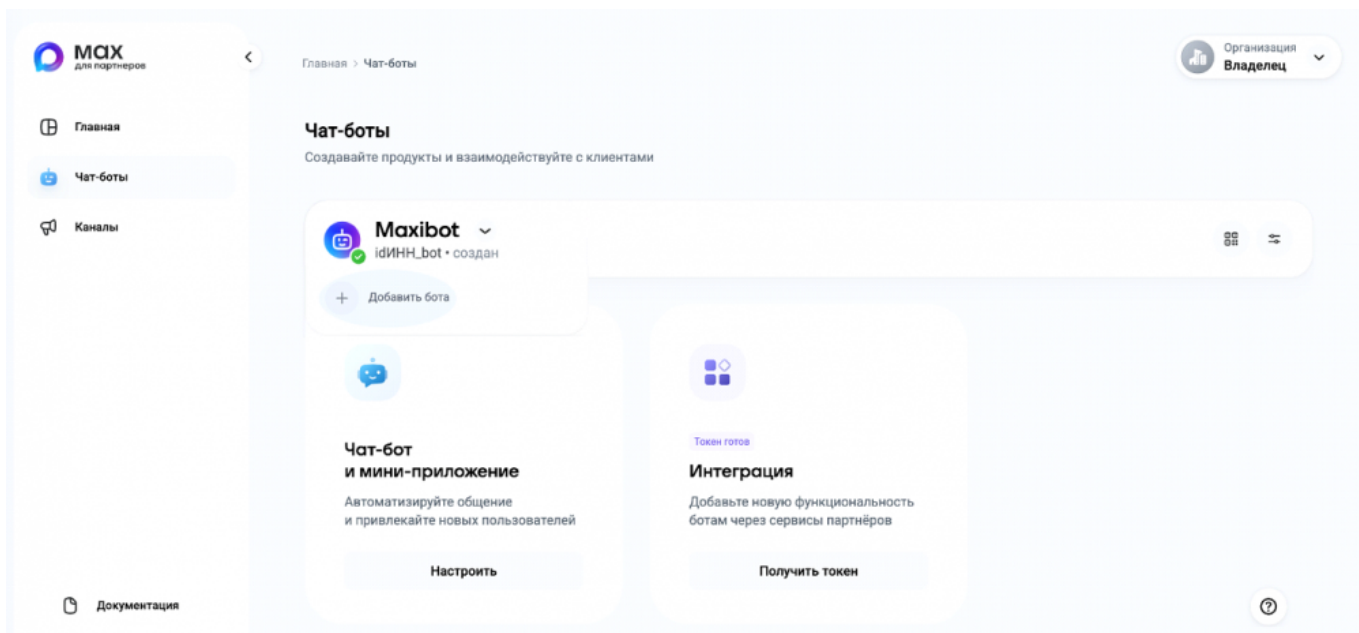 мах
для партнеров
Главная
Чат-боты
Каналы
Документация
Главная > Чат-боты
Организация
Владелец
Чат-боты
Создавайте продукты и взаимодействуйте с клиентами
Maxibot
idИНН_bot • создан
+ Добавить бота
Чат-бот
и мини-приложение
Автоматизируйте общение
и привлекайте новых пользователей
Настроить
Токен готов
Интеграция
Добавьте новую функциональность
ботам через сервисы партнёров
Получить токен